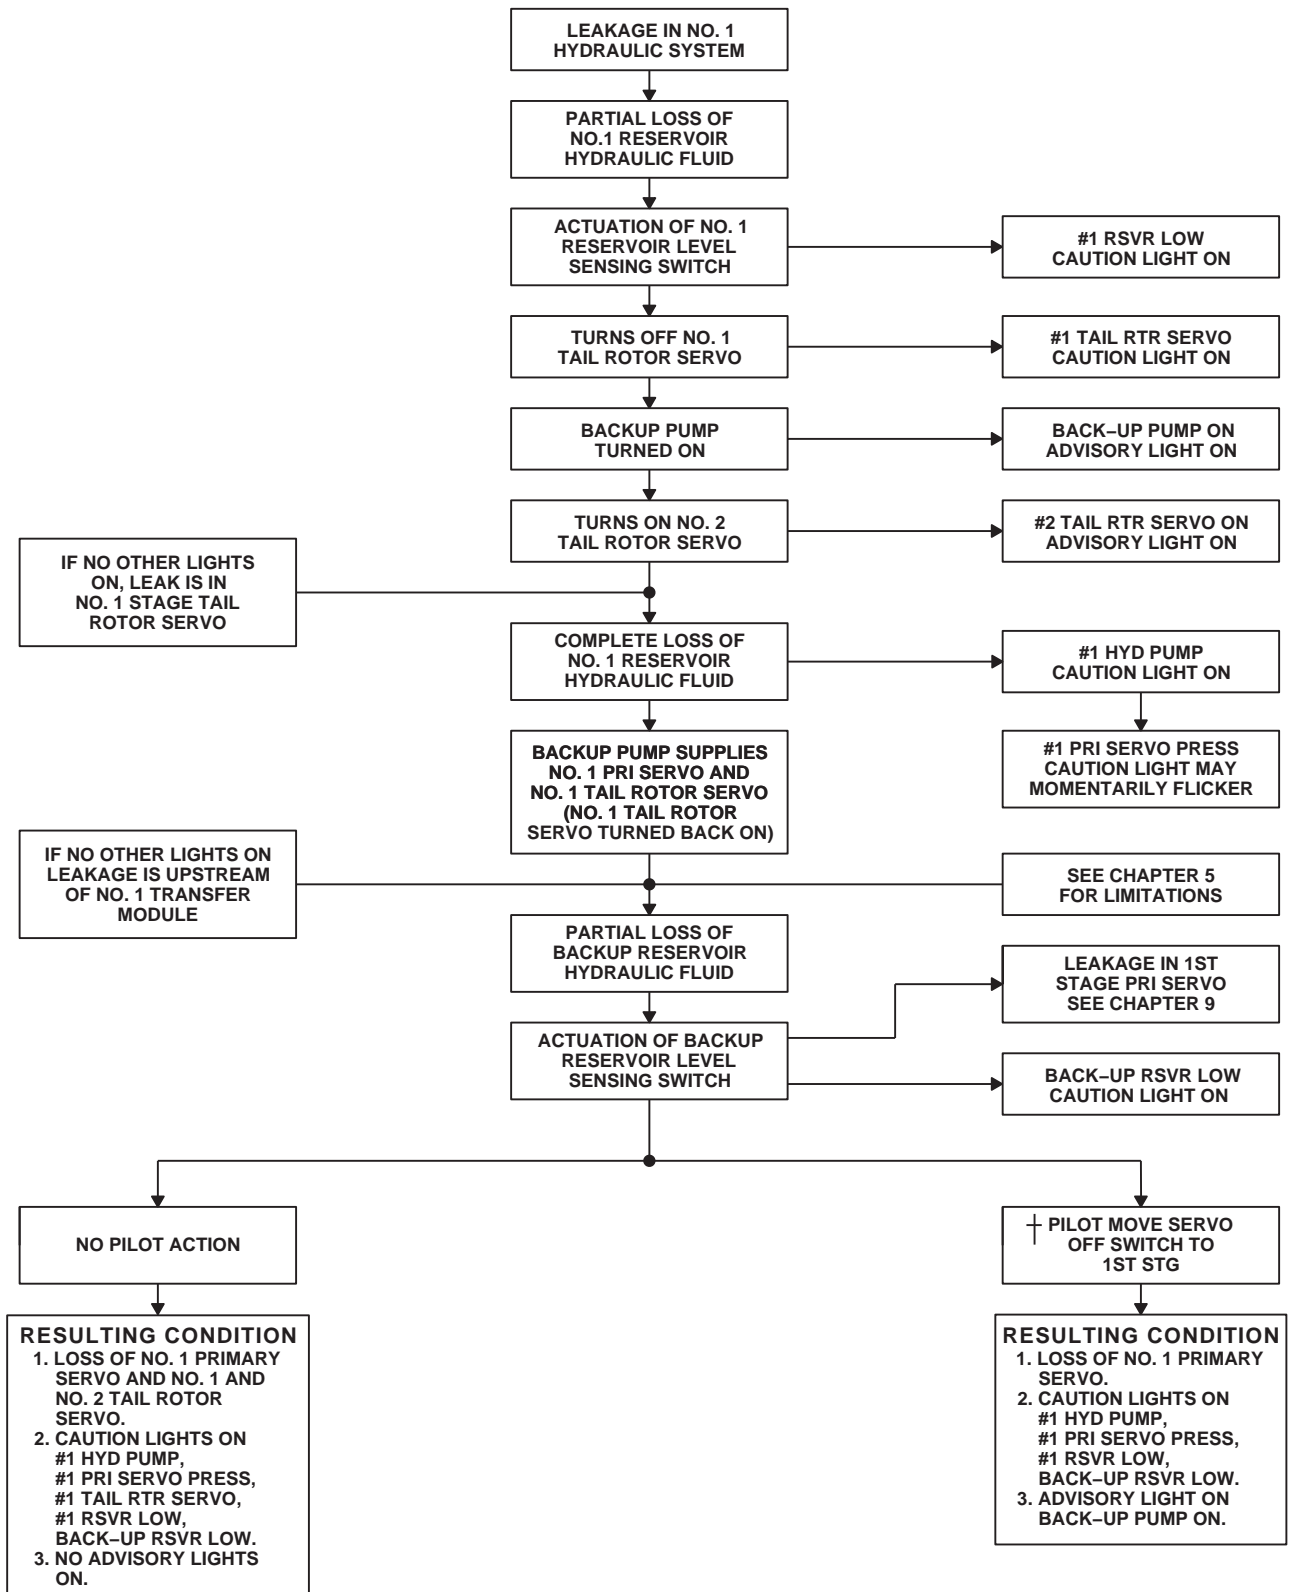 LEAKAGE IN NO. 1
HYDRAULIC SYSTEM
PARTIAL LOSS OF
NO.1 RESERVOIR
HYDRAULIC FLUID
ACTUATION OF NO. 1
RESERVOIR LEVEL
SENSING SWITCH
#1 RSVR LOW
CAUTION LIGHT ON
TURNS OFF NO. 1
TAIL ROTOR SERVO
#1 TAIL RTR SERVO
CAUTION LIGHT ON
BACKUP PUMP
TURNED ON
BACK–UP PUMP ON
ADVISORY LIGHT ON
TURNS ON NO. 2
TAIL ROTOR SERVO
#2 TAIL RTR SERVO ON
ADVISORY LIGHT ON
IF NO OTHER LIGHTS
ON, LEAK IS IN
NO. 1 STAGE TAIL
ROTOR SERVO
COMPLETE LOSS OF
NO. 1 RESERVOIR
HYDRAULIC FLUID
#1 HYD PUMP
CAUTION LIGHT ON
BACKUP PUMP SUPPLIES
NO. 1 PRI SERVO AND
NO. 1 TAIL ROTOR SERVO
(NO. 1 TAIL ROTOR
SERVO TURNED BACK ON)
#1 PRI SERVO PRESS
CAUTION LIGHT MAY
MOMENTARILY FLICKER
IF NO OTHER LIGHTS ON
LEAKAGE IS UPSTREAM
OF NO. 1 TRANSFER
MODULE
SEE CHAPTER 5
FOR LIMITATIONS
PARTIAL LOSS OF
BACKUP RESERVOIR
HYDRAULIC FLUID
LEAKAGE IN 1ST
STAGE PRI SERVO
SEE CHAPTER 9
ACTUATION OF BACKUP
RESERVOIR LEVEL
SENSING SWITCH
BACK–UP RSVR LOW
CAUTION LIGHT ON
NO PILOT ACTION
† PILOT MOVE SERVO
OFF SWITCH TO
1ST STG
RESULTING CONDITION
1. LOSS OF NO. 1 PRIMARY
SERVO AND NO. 1 AND
NO. 2 TAIL ROTOR
SERVO.
2. CAUTION LIGHTS ON
#1 HYD PUMP,
#1 PRI SERVO PRESS,
#1 TAIL RTR SERVO,
#1 RSVR LOW,
BACK–UP RSVR LOW.
3. NO ADVISORY LIGHTS
ON.
RESULTING CONDITION
1. LOSS OF NO. 1 PRIMARY
SERVO.
2. CAUTION LIGHTS ON
#1 HYD PUMP,
#1 PRI SERVO PRESS,
#1 RSVR LOW,
BACK–UP RSVR LOW.
3. ADVISORY LIGHT ON
BACK–UP PUMP ON.